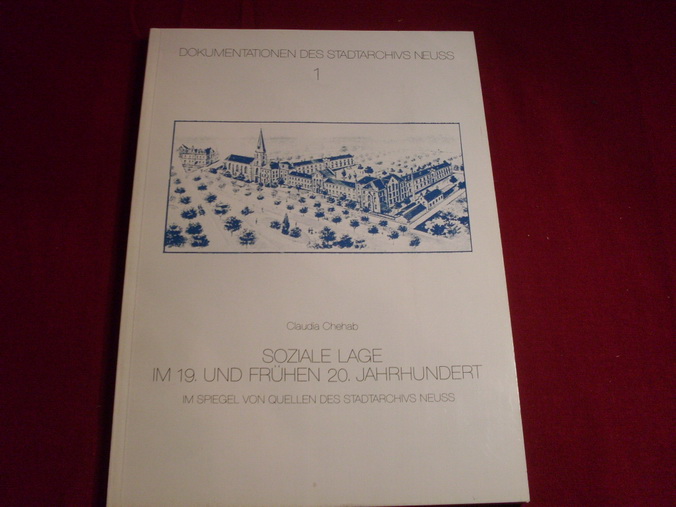 DOKUMENTATIONEN DES STADTARCHIVS NEUSS
1
Claudia Chehab
SOZIALE LAGE
IM 19. UND FRÜHEN 20. JAHRHUNDERT
IM SPIEGEL VON QUELLEN DES STADTARCHIVS NEUSS